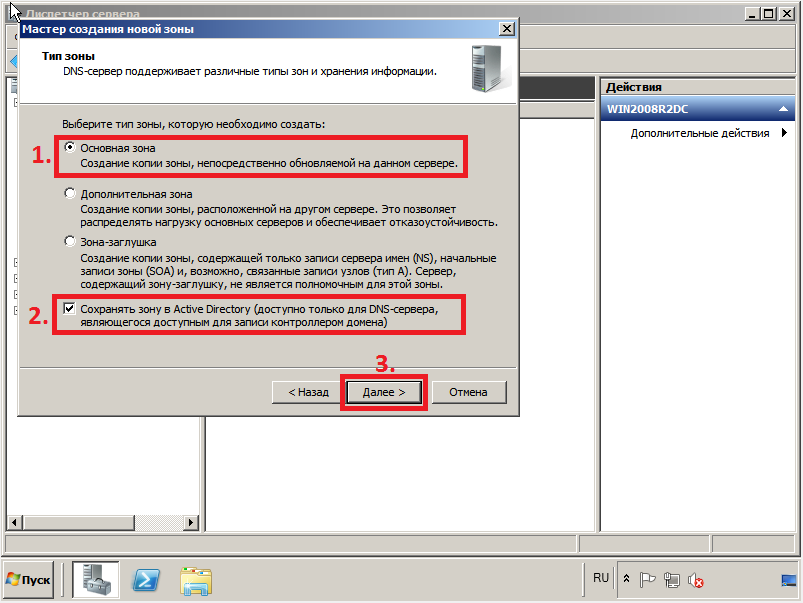 Диспетчер сервера
Мастер создания новой зоны
Тип зоны
DNS-сервер поддерживает различные типы зон и хранения информации.
Выберите тип зоны, которую необходимо создать:
1.
Основная зона
Создание копии зоны, непосредственно обновляемой на данном сервере.
Дополнительная зона
Создание копии зоны, расположенной на другом сервере. Это позволяет
распределять нагрузку основных серверов и обеспечивает отказоустойчивость.
Зона-заглушка
Создание копии зоны, содержащей только записи сервера имен (NS), начальные
записи зоны (SOA) и, возможно, связанные записи узлов (тип A). Сервер,
содержащий зону-заглушку, не является полномочным для этой зоны.
2.
Сохранять зону в Active Directory (доступно только для DNS-сервера,
являющегося доступным для записи контроллером домена)
3.
< Назад
Далее >
Отмена
Действия
WIN2008R2DC
Дополнительные действия
Пуск
RU